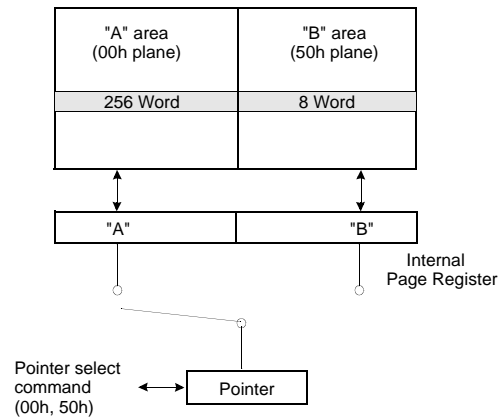 "A" area
(00h plane)
"B" area
(50h plane)
256 Word
8 Word
"A"
"B"
Internal
Page Register
Pointer select
command
(00h, 50h)
Pointer